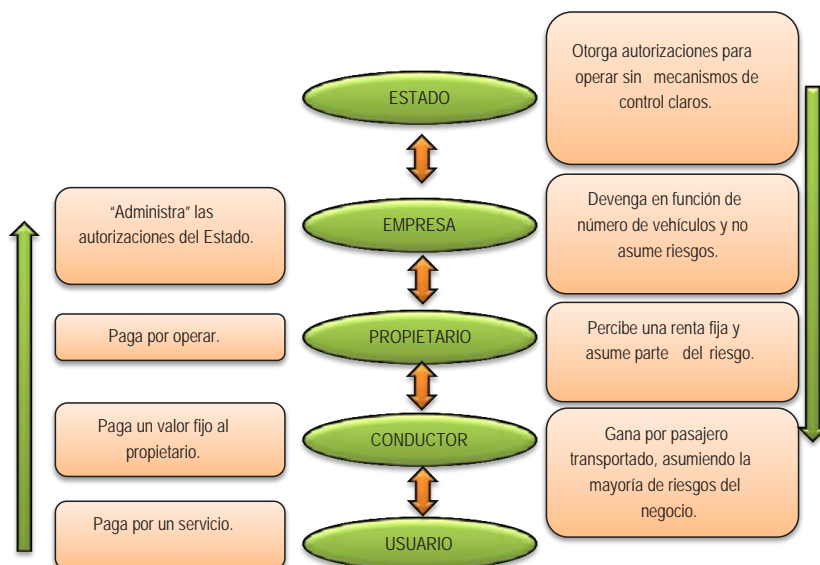 Otorga autorizaciones para
operar sin mecanismos de
control claros.
ESTADO
"Administra" las
autorizaciones del Estado.
EMPRESA
Devenga en función de
número de vehículos y no
asume riesgos.
Paga por operar.
PROPIETARIO
Percibe una renta fija y
asume parte del riesgo.
Paga un valor fijo al
propietario.
CONDUCTOR
Gana por pasajero
transportado, asumiendo la
mayoría de riesgos del
negocio.
Paga por un servicio.
USUARIO